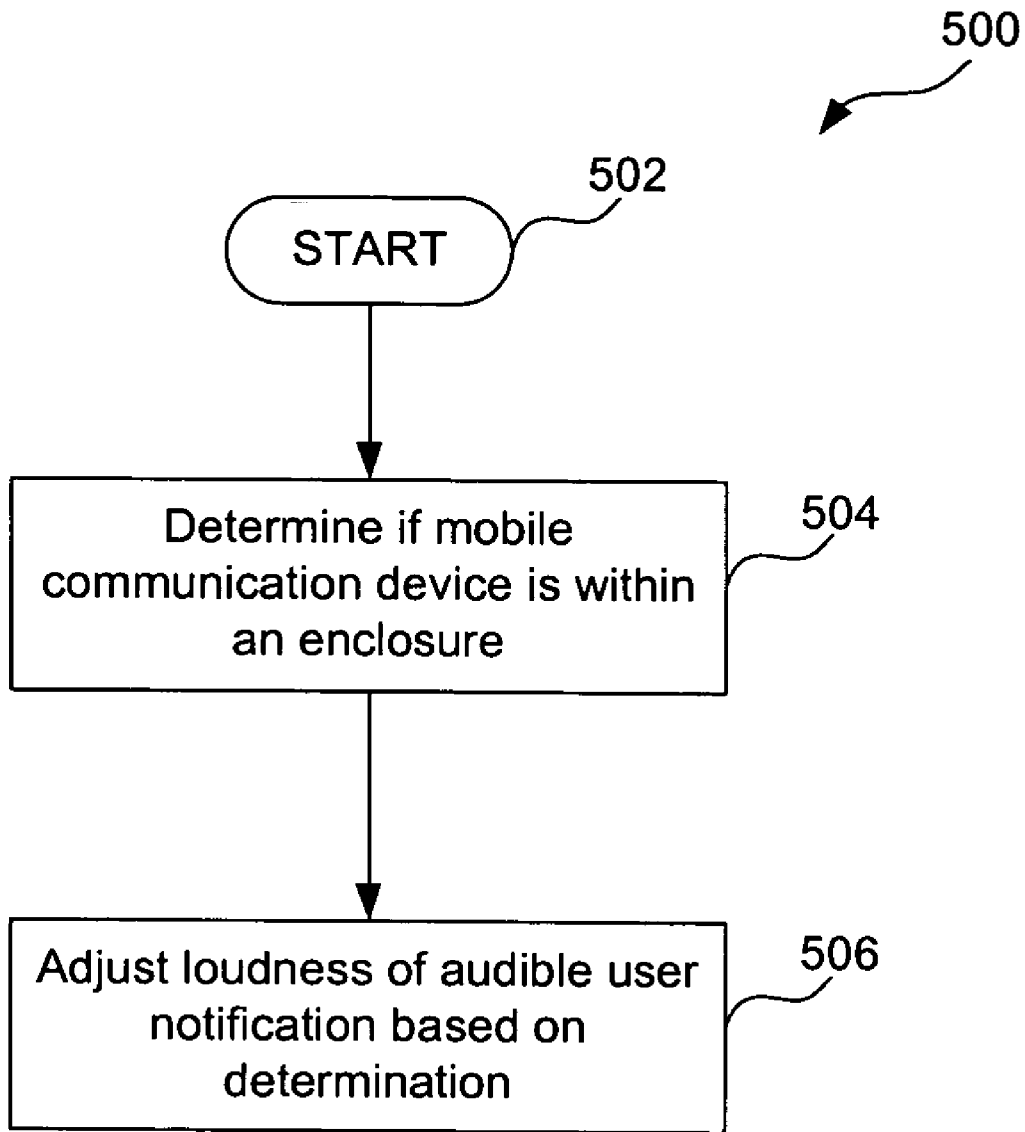 500
502
START
504
Determine if mobile
communication device is within
an enclosure
506
Adjust loudness of audible user
notification based on
determination